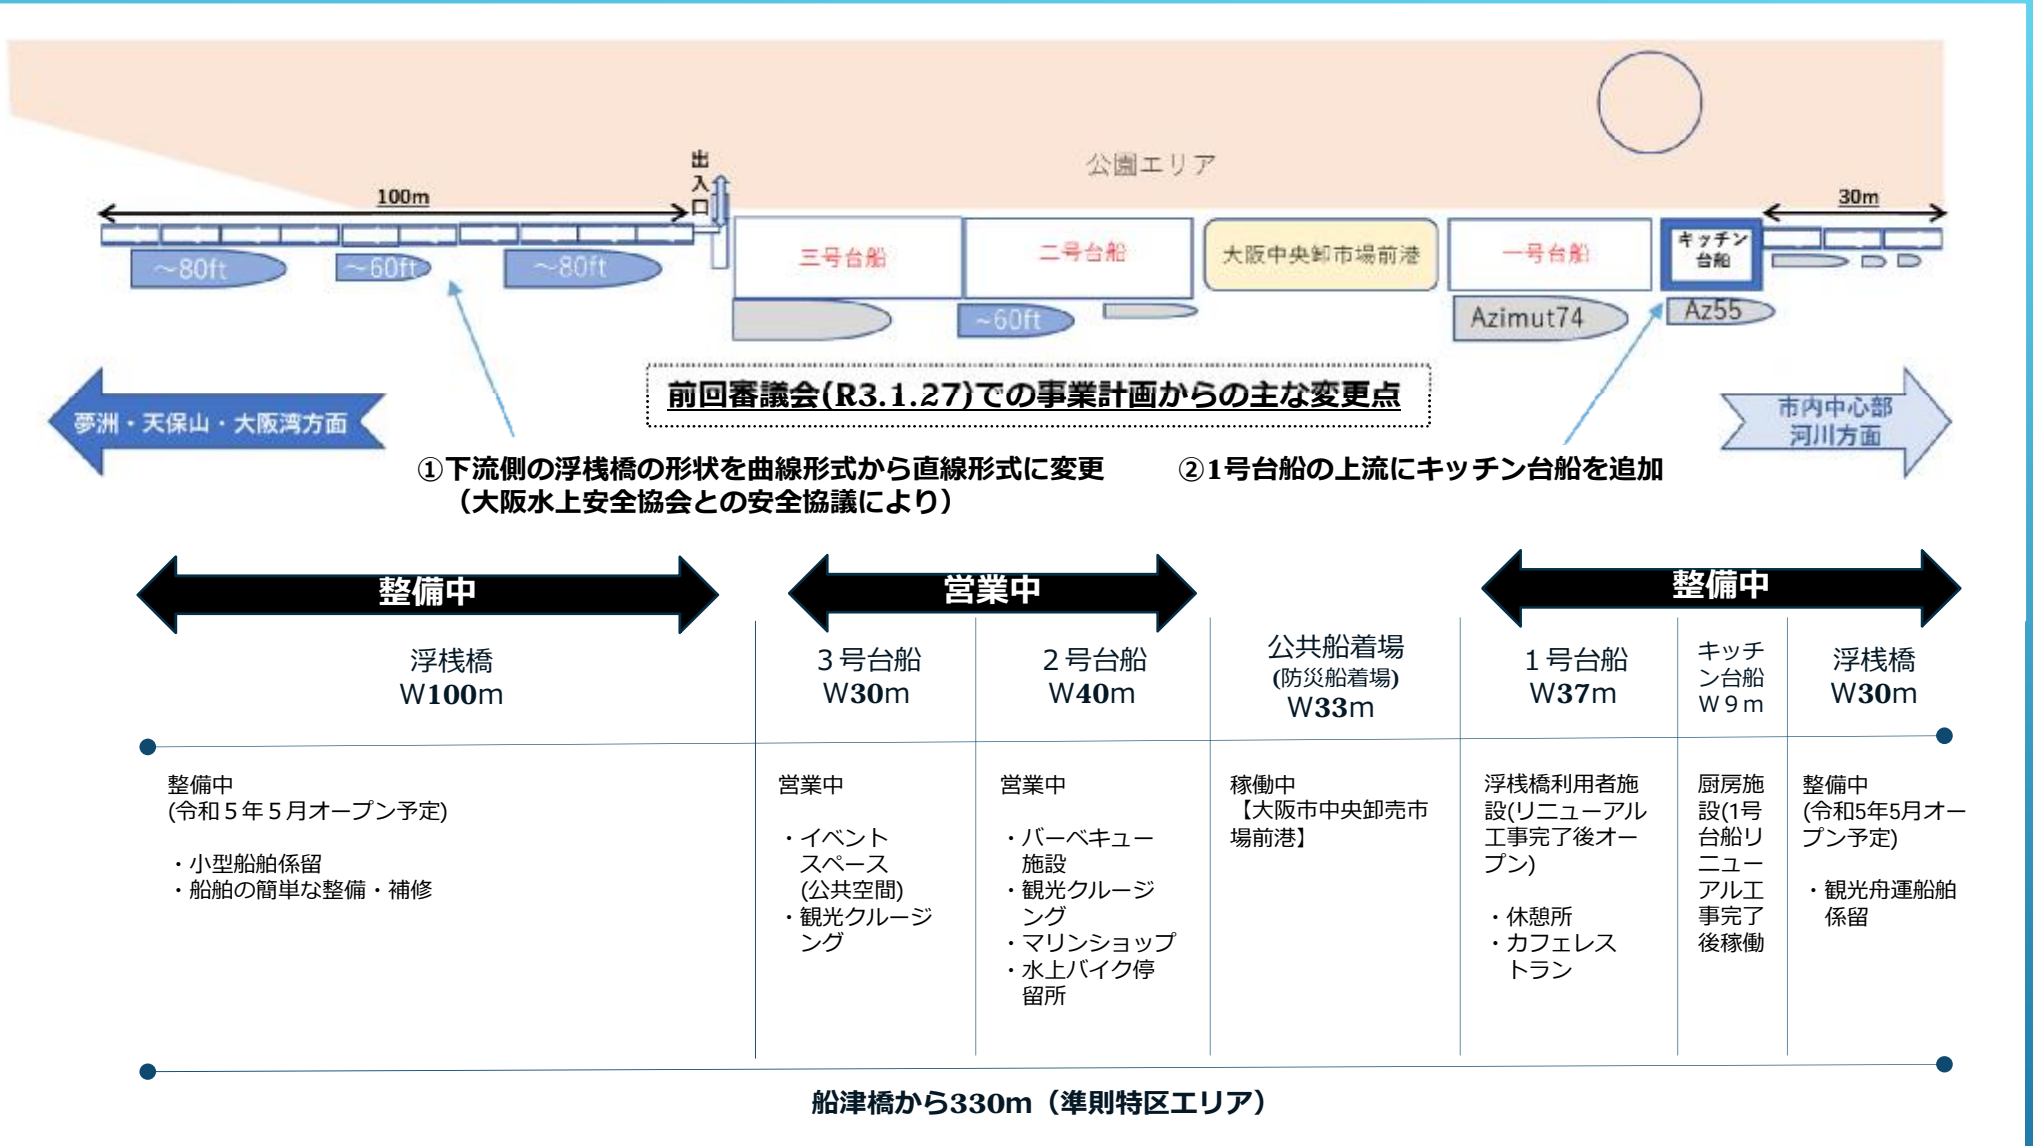 公園エリア
出
入
口
100m
30m
~80ft
~60ft
~80ft
三号台船
二号台船
~60ft
大阪中央卸市場前港
一号台船
Azimut74
キッチン
台船
Az55
夢洲・天保山・大阪湾方面
市内中心部
河川方面
前回審議会(R3.1.27)での事業計画からの主な変更点
①下流側の浮桟橋の形状を曲線形式から直線形式に変更
（大阪水上安全協会との安全協議により）
②1号台船の上流にキッチン台船を追加
整備中
営業中
整備中
浮桟橋
W100m
３号台船
W30m
２号台船
W40m
公共船着場
(防災船着場)
W33m
１号台船
W37m
キッチ
ン台船
W９m
浮桟橋
W30m
整備中
(令和５年５月オープン予定)
・小型船舶係留
・船舶の簡単な整備・補修
営業中
・イベント
スペース
(公共空間)
・観光クルージ
ング
営業中
・バーベキュー
施設
・観光クルージ
ング
・マリンショップ
・水上バイク停
留所
稼働中
【大阪市中央卸売市
場前港】
浮桟橋利用者施
設(リニューアル
工事完了後オー
プン)
・休憩所
・カフェレス
トラン
厨房施
設(1号
台船リ
ニュー
アル工
事完了
後稼働
整備中
(令和5年5月オー
プン予定)
・観光舟運船舶
係留
船津橋から330m（準則特区エリア）